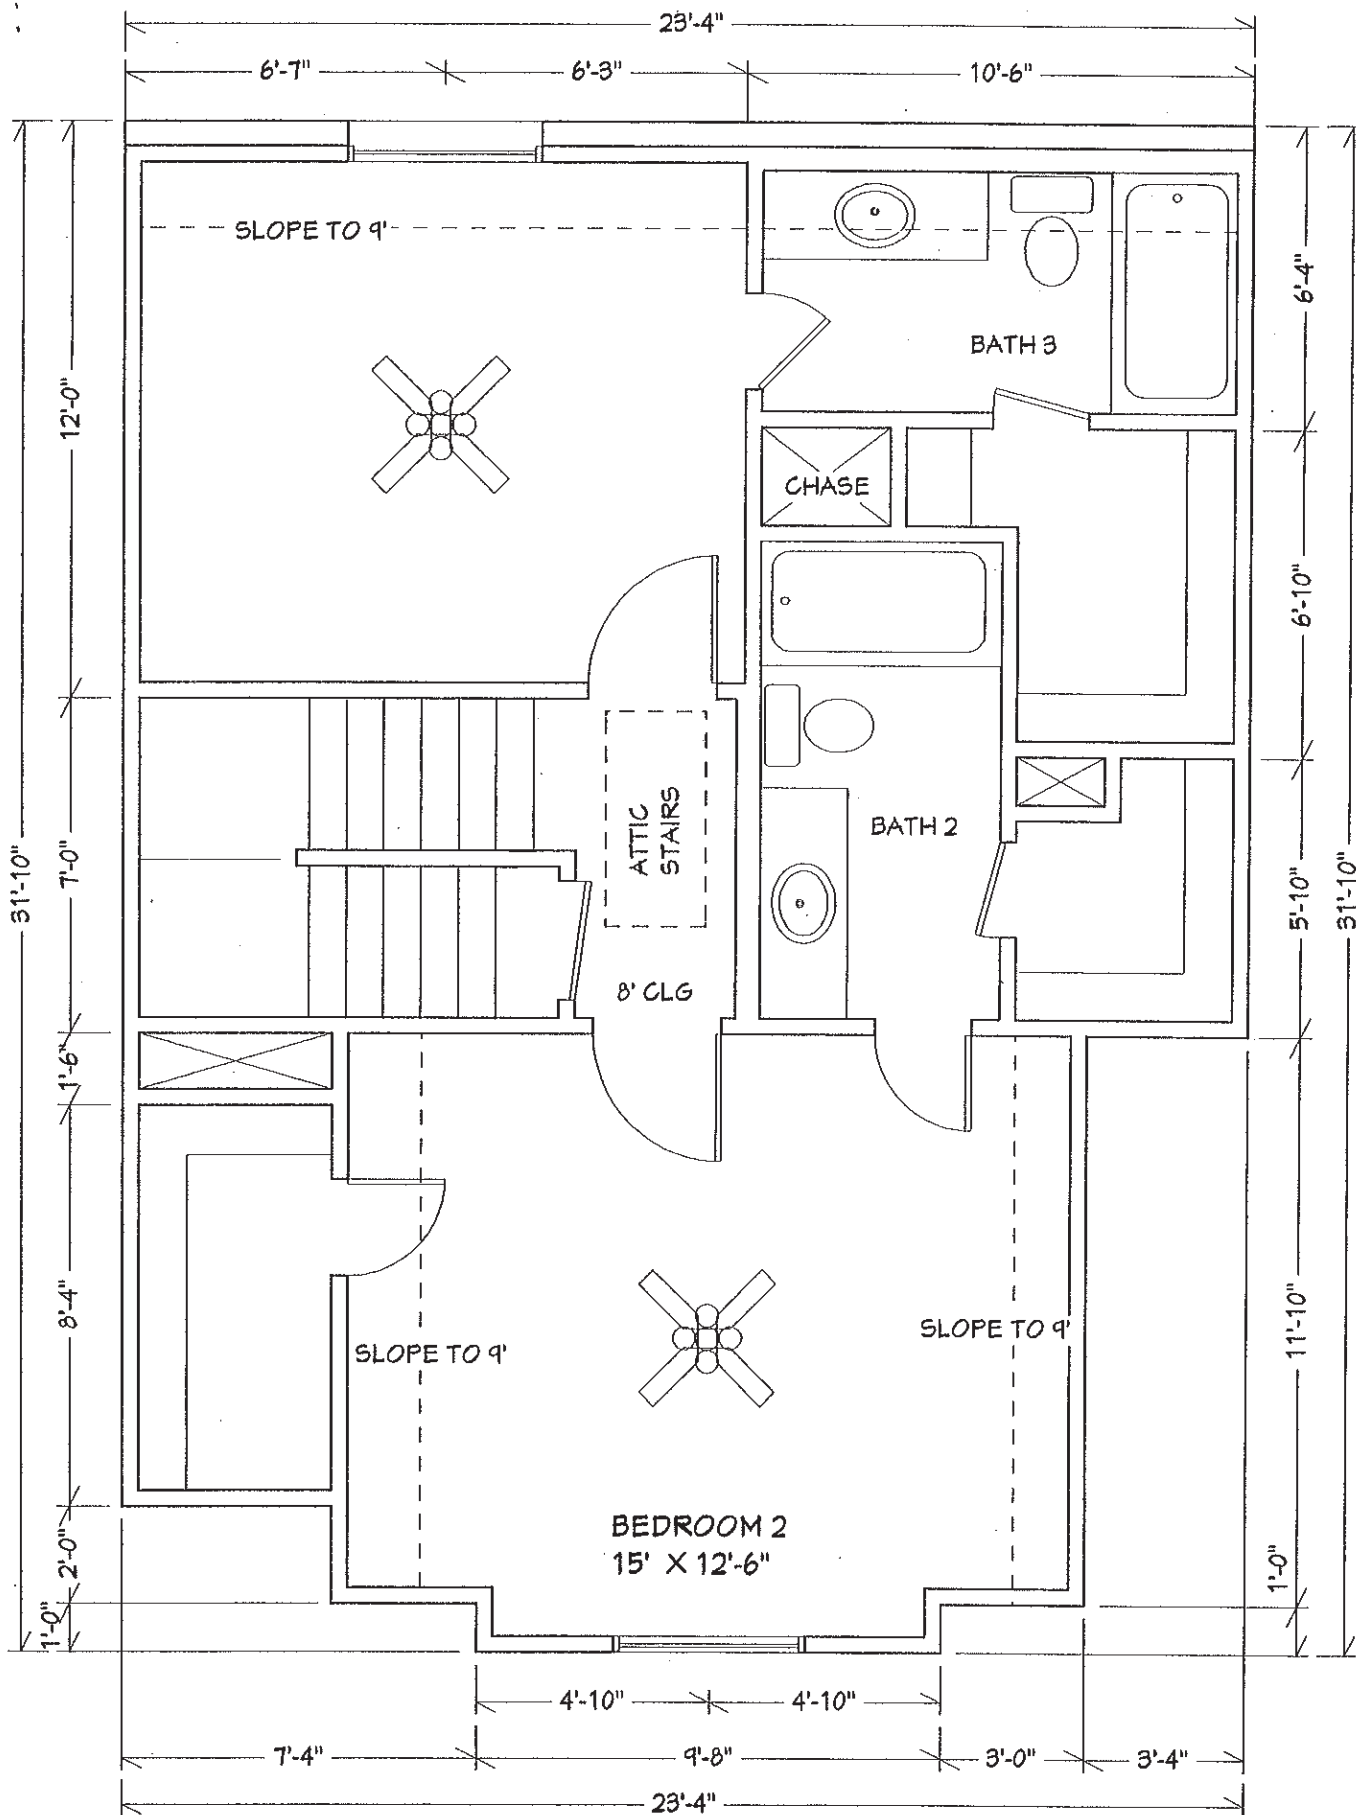 23'-4"
6'-7" 6'-3" 10'-6"
SLOPE TO 9'
6'-4"
BATH 3
12'-0"
CHASE
6'-10"
ATTIC
STAIRS
BATH 2
31'-10"
7'-0"
5'-10"
31'-10"
8' CLG
1'-6"
8'-4"
SLOPE TO 9'
SLOPE TO 9'
11'-10"
BEDROOM 2
15' X 12'-6"
2'-0"
1'-0"
1'-0"
4'-10" 4'-10"
7'-4" 9'-8" 3'-0" 3'-4"
23'-4"